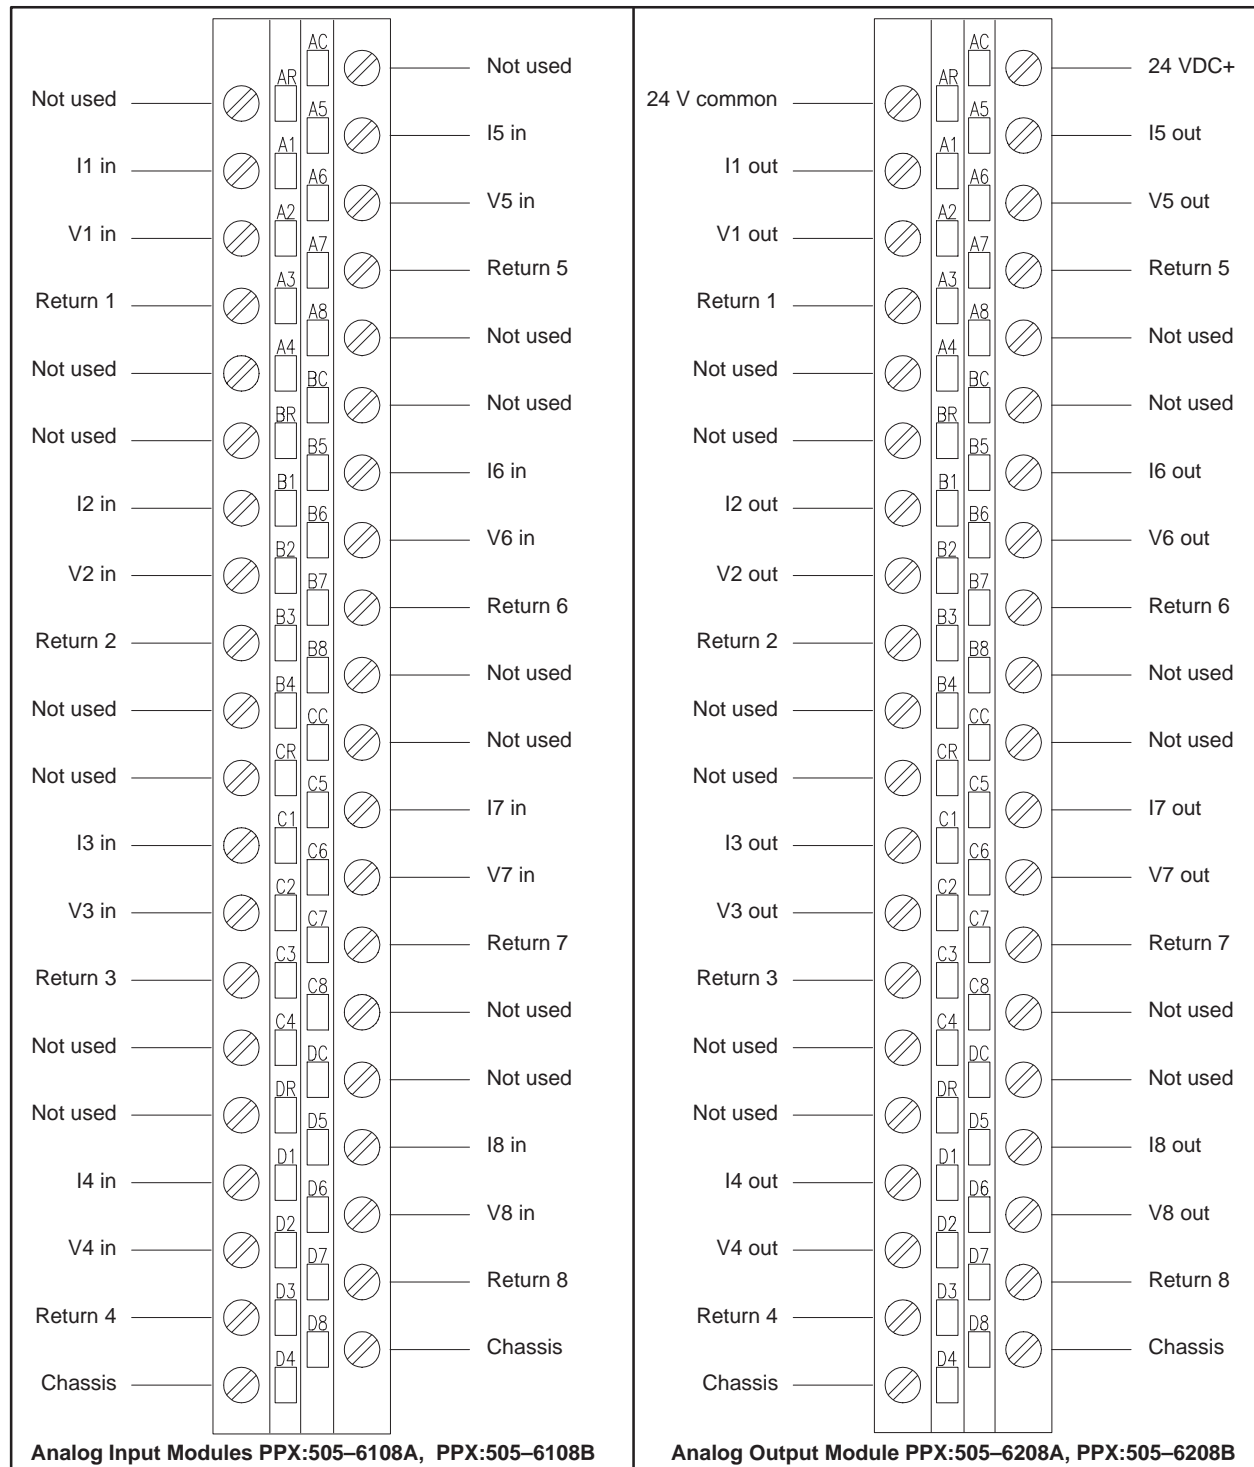 AC
Not used
AR
Not used
A5
I5 in
A1
I1 in
A6
V5 in
A2
V1 in
A7
Return 5
A3
Return 1
A8
Not used
A4
Not used
BC
Not used
BR
Not used
B5
I6 in
B1
I2 in
B6
V6 in
B2
V2 in
B7
Return 6
B3
Return 2
B8
Not used
B4
Not used
CC
Not used
CR
Not used
C5
I7 in
C1
I3 in
C6
V7 in
C2
V3 in
C7
Return 7
C3
Return 3
C8
Not used
C4
Not used
DC
Not used
DR
Not used
D5
I8 in
D1
I4 in
D6
V8 in
D2
V4 in
D7
Return 8
D3
Return 4
D8
Chassis
D4
Chassis
Analog Input Modules PPX:505–6108A, PPX:505–6108B
AC
24 VDC+
AR
24 V common
A5
I5 out
A1
I1 out
A6
V5 out
A2
V1 out
A7
Return 5
A3
Return 1
A8
Not used
A4
Not used
BC
Not used
BR
Not used
B5
I6 out
B1
I2 out
B6
V6 out
B2
V2 out
B7
Return 6
B3
Return 2
B8
Not used
B4
Not used
CC
Not used
CR
Not used
C5
I7 out
C1
I3 out
C6
V7 out
C2
V3 out
C7
Return 7
C3
Return 3
C8
Not used
C4
Not used
DC
Not used
DR
Not used
D5
I8 out
D1
I4 out
D6
V8 out
D2
V4 out
D7
Return 8
D3
Return 4
D8
Chassis
D4
Chassis
Analog Output Module PPX:505–6208A, PPX:505–6208B